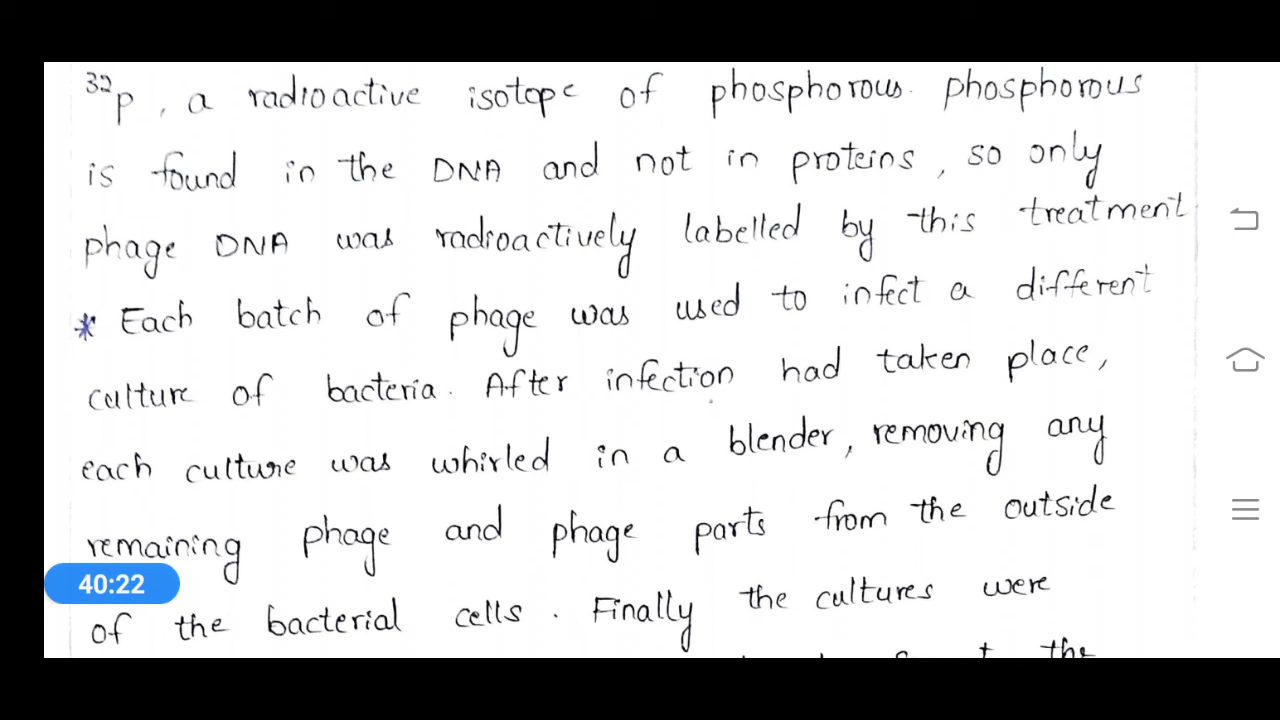 32p, a radioactive isotope of phosphorous. phosphorous
is found in the DNA and not in proteins, so only
phage DNA was radioactively labelled by this treatment
* Each batch of phage was used to infect a different
culture of bacteria. After infection had taken place,
each culture was whirled in a blender, removing any
remaining phage and phage parts from the outside
40:22
of the bacterial cells. Finally the cultures were
the